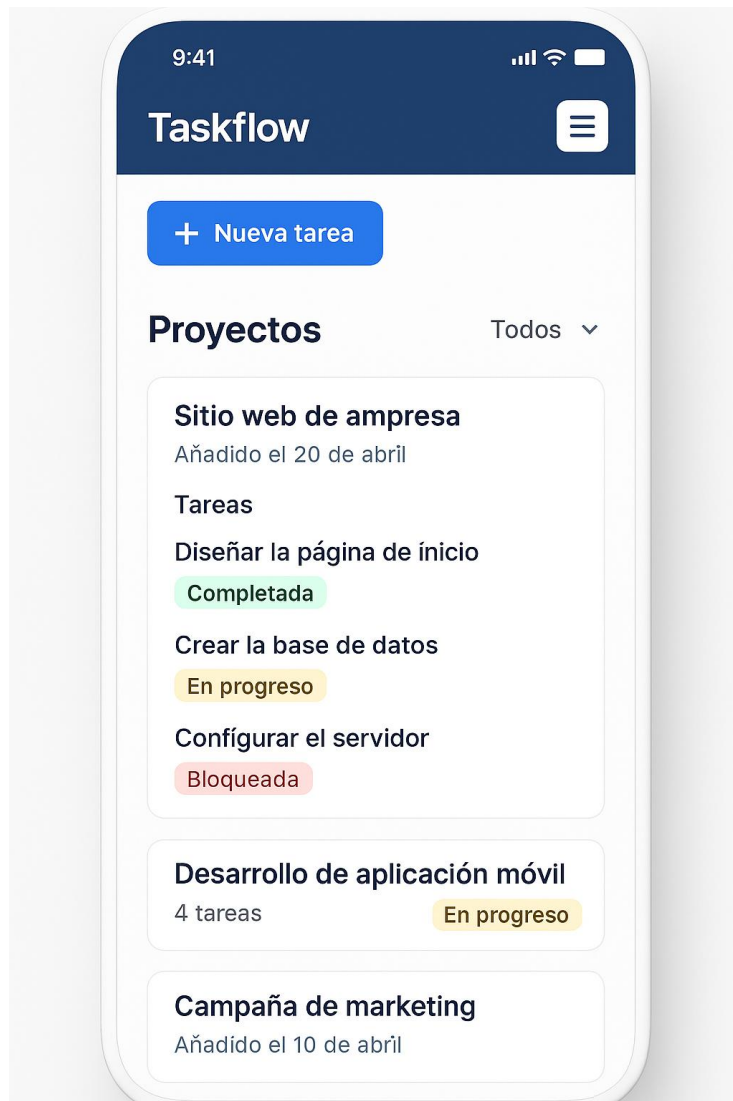 9:41
Taskflow
+ Nueva tarea
Proyectos
Todos
Sitio web de ampresa
Añadido el 20 de abril
Tareas
Diseñar la página de ínicio
Completada
Crear la base de datos
En progreso
Confígurar el servidor
Bloqueada
Desarrollo de aplicación móvil
4 tareas
En progreso
Campaña de marketing
Añadido el 10 de abril